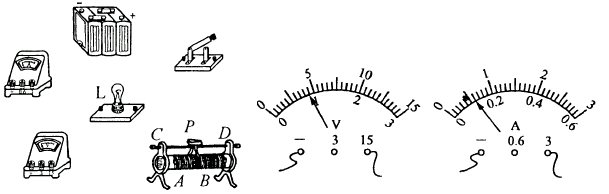 - +
L
C P D
A B
0 5 10 15
0 1 2 3
V
— 3 15
0 1 2 3
0 0.2 0.4 0.6
A
— 0.6 3